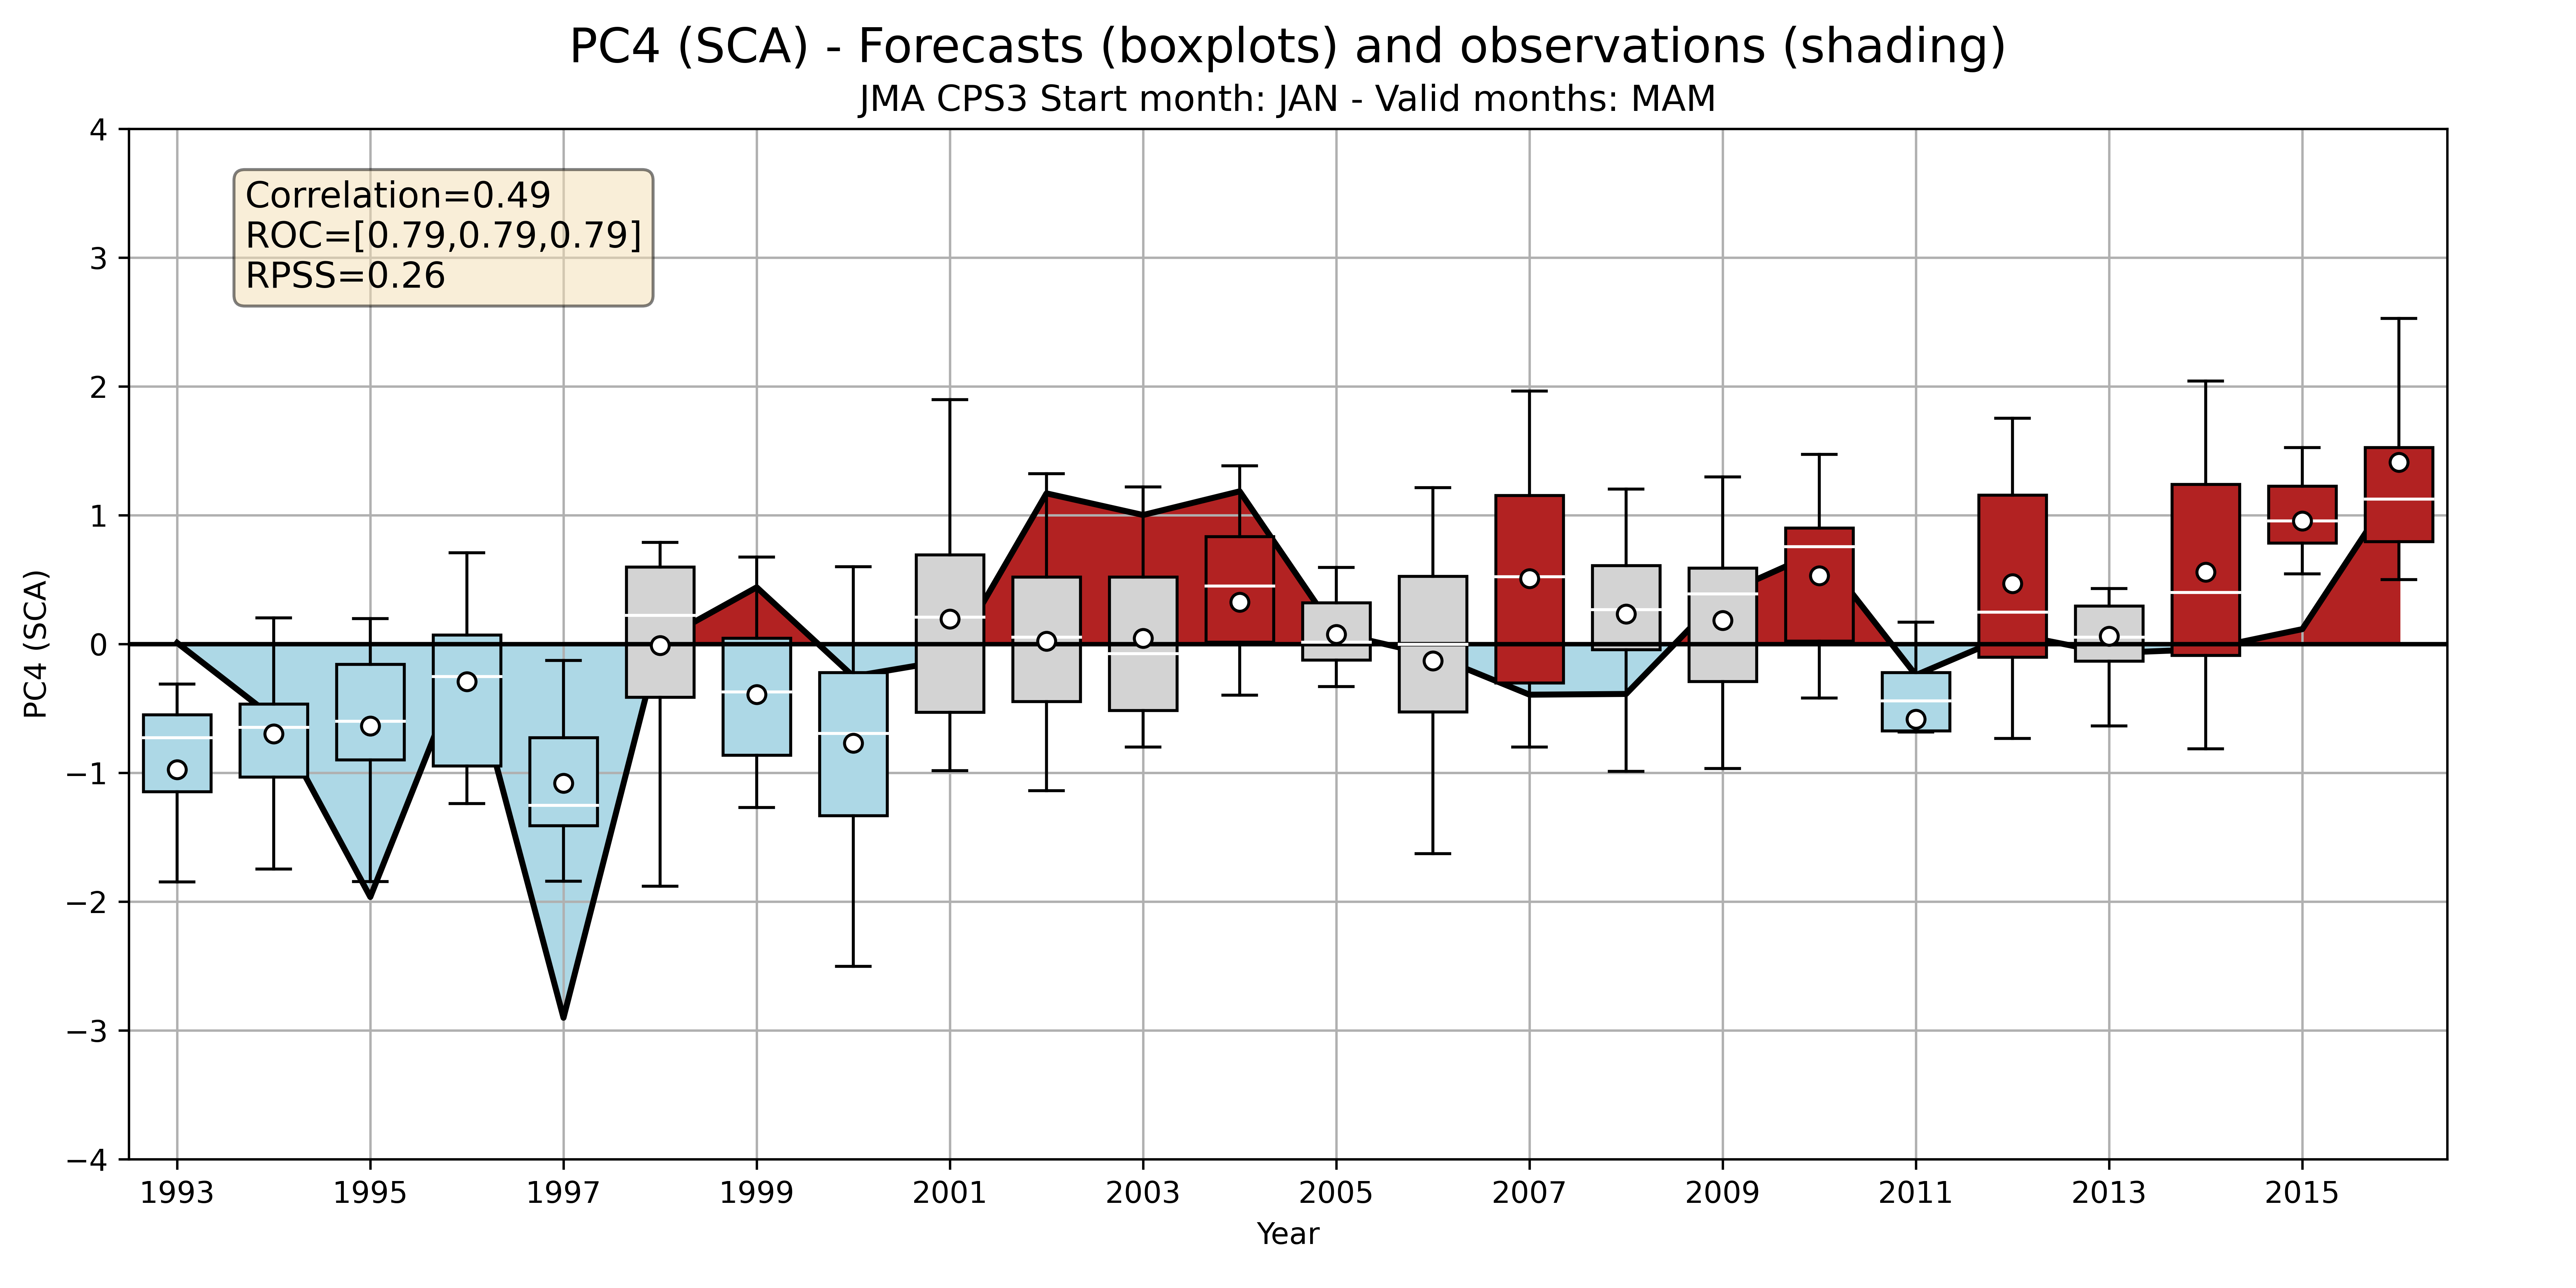 PC4 (SCA) - Forecasts (boxplots) and observations (shading)
JMA CPS3 Start month: JAN - Valid months: MAM
Correlation=0.49
ROC=[0.79,0.79,0.79]
RPSS=0.26
PC4 (SCA)
4
3
2
1
0
−1
−2
−3
−4
1993 1995 1997 1999 2001 2003 2005 2007 2009 2011 2013 2015
Year